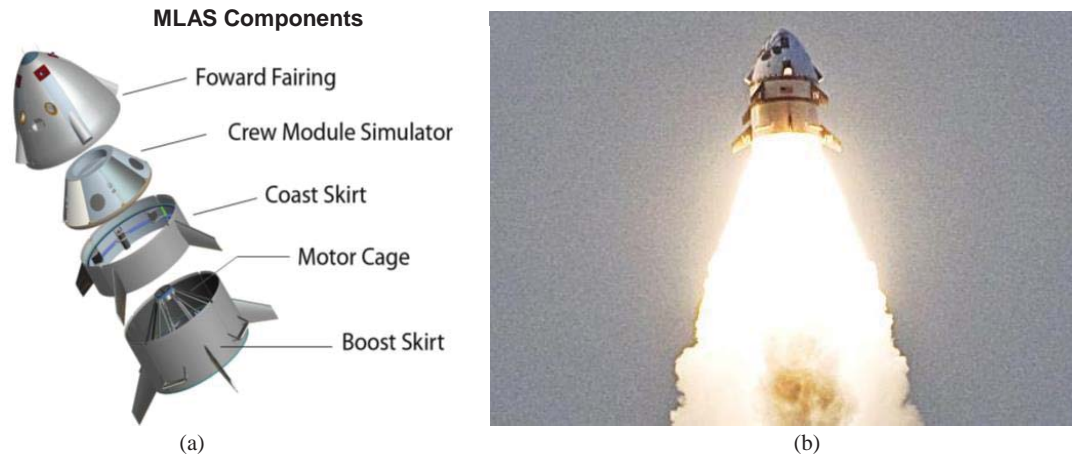 MLAS Components
Foward Fairing
Crew Module Simulator
Coast Skirt
Motor Cage
Boost Skirt
(a)
(b)